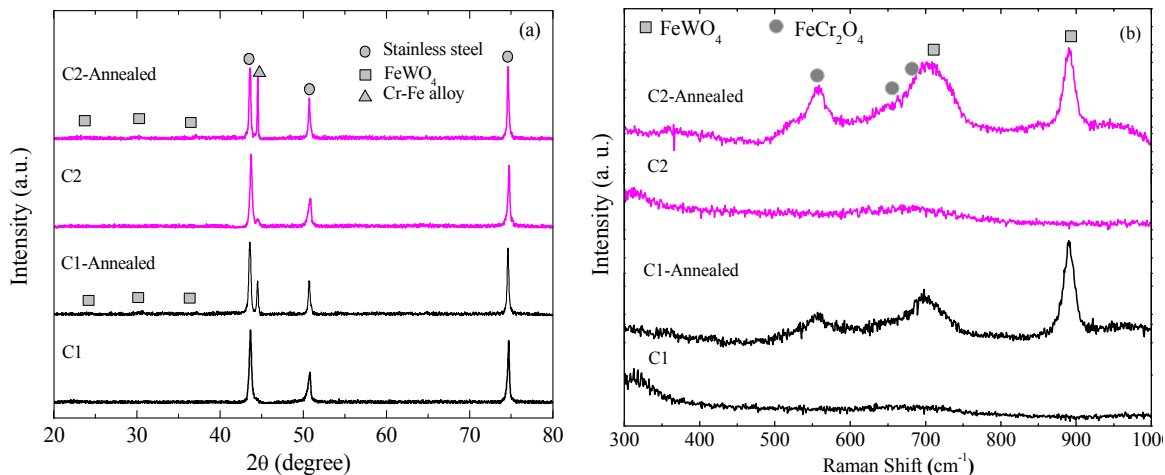 (a)
Stainless steel
FeWO₄
Cr-Fe alloy
C2-Annealed
C2
C1-Annealed
C1
Intensity (a.u.)
20 30 40 50 60 70 80
2θ (degree)
(b)
FeWO₄
FeCr₂O₄
C2-Annealed
C2
C1-Annealed
C1
Intensity (a. u.)
300 400 500 600 700 800 900 1000
Raman Shift (cm⁻¹)